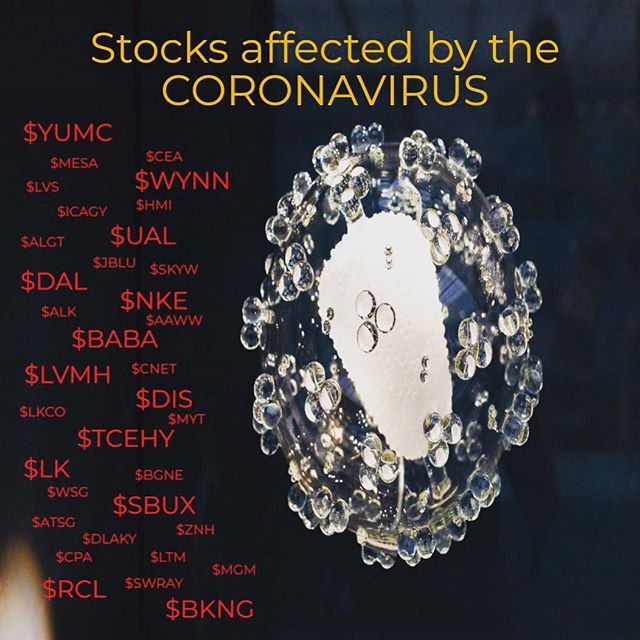 Stocks affected by the
CORONAVIRUS
$YUMC
$MESA
$CEA
$LVS
$WYNN
$ICAGY
$HMI
$ALGT
$UAL
$JBLU
$SKYW
$DAL
$ALK
$NKE
$AAWW
$BABA
$LVMH
$CNET
$LKCO
$DIS
$MYT
$TCEHY
$LK
$BGNE
$WSG
$SBUX
$ATSG
$ZNH
$DLAKY
$CPA
$LTM
$MGM
$RCL
$SWRAY
$BKNG